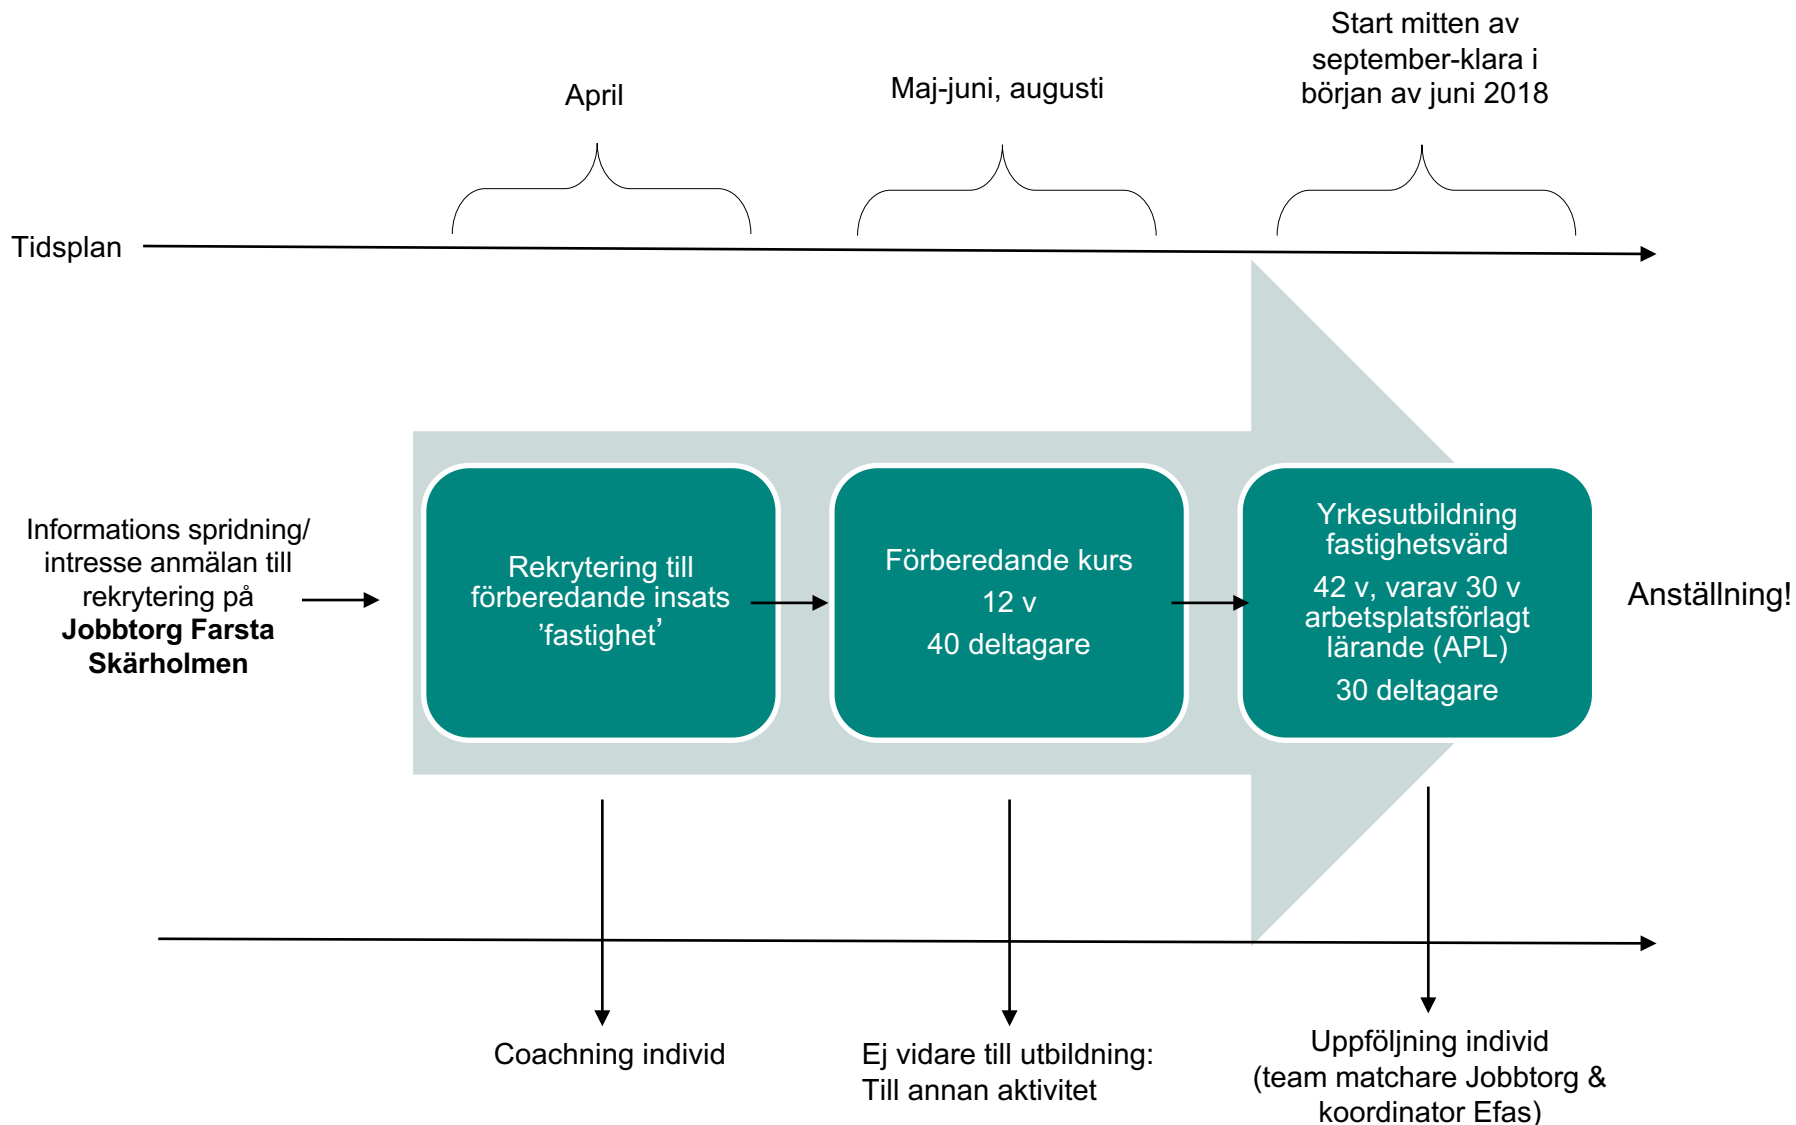 Start mitten av
september-klara i
början av juni 2018
April
Maj-juni, augusti
Tidsplan
Informations spridning/
intresse anmälan till
rekrytering på
Jobbtorg Farsta
Skärholmen
Rekrytering till
förberedande insats
’fastighet’
Förberedande kurs
12 v
40 deltagare
Yrkesutbildning
fastighetsvärd
42 v, varav 30 v
arbetsplatsförlagt
lärande (APL)
30 deltagare
Anställning!
Coachning individ
Ej vidare till utbildning:
Till annan aktivitet
Uppföljning individ
(team matchare Jobbtorg &
koordinator Efas)